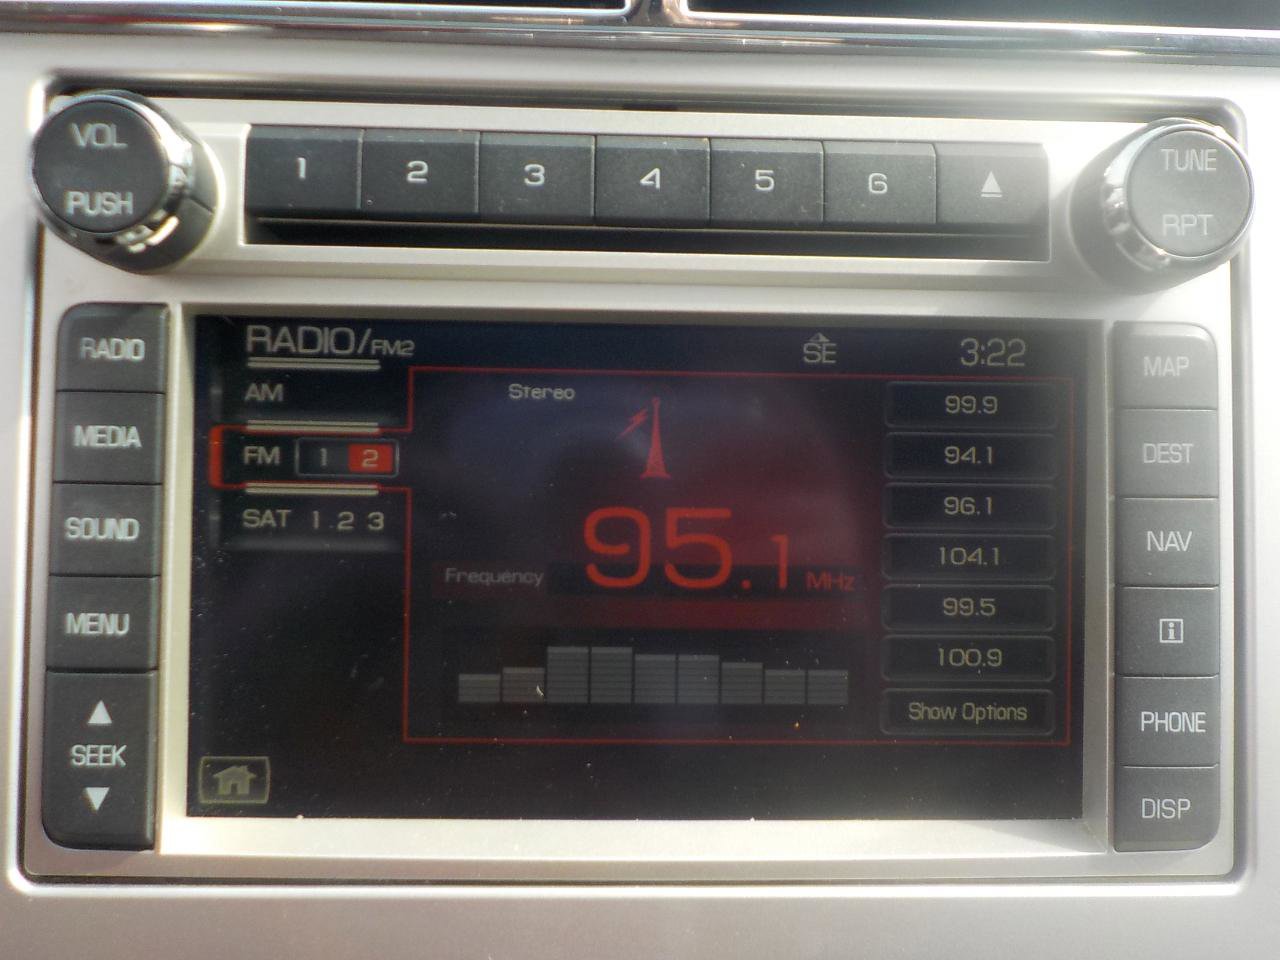 VOL
PUSH
1 2 3 4 5 6
TUNE
RPT
RADIO
MEDIA
SOUND
MENU
SEEK
RADIO/FM2
SE
3:22
AM
FM 1 2
SAT 1 2 3
Stereo
Frequency 95.1 MHz
99.9
94.1
96.1
104.1
99.5
100.9
Show Options
MAP
DEST
NAV
i
PHONE
DISP